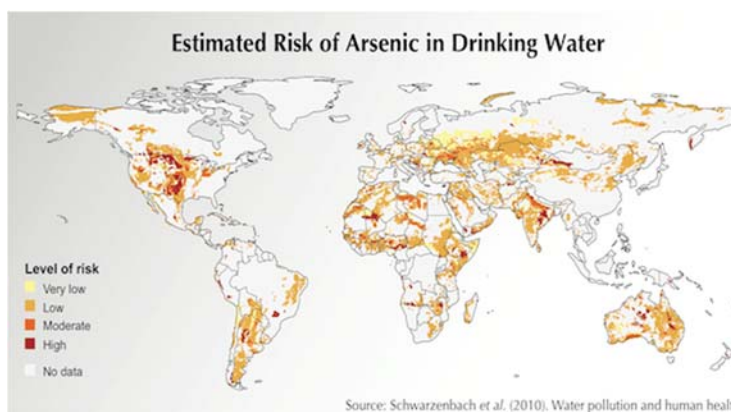 Estimated Risk of Arsenic in Drinking Water
Level of risk
Very low
Low
Moderate
High
No data
Source: Schwarzenbach et al. (2010). Water pollution and human healt